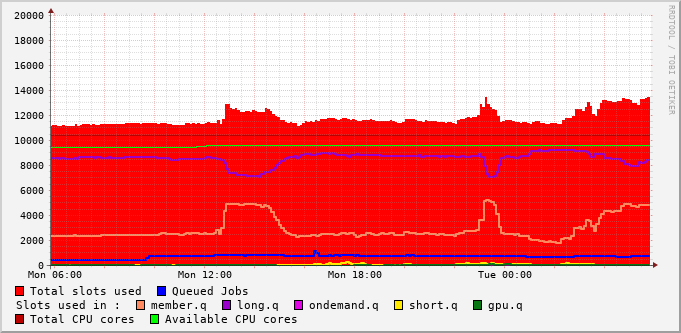 20000
18000
16000
14000
12000
10000
8000
6000
4000
2000
0
Mon 06:00 Mon 12:00 Mon 18:00 Tue 00:00
RRDTOOL / TOBI OETIKER
Total slots used Queued Jobs
Slots used in : member.q long.q ondemand.q short.q gpu.q
Total CPU cores Available CPU cores